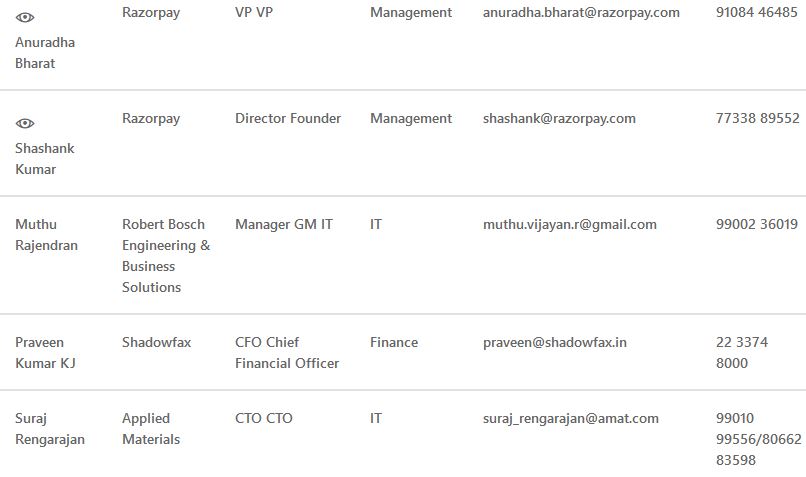 Anuradha Bharat Razorpay VP VP Management anuradha.bharat@razorpay.com 91084 46485
Shashank Kumar Razorpay Director Founder Management shashank@razorpay.com 77338 89552
Muthu Rajendran Robert Bosch Engineering & Business Solutions Manager GM IT IT muthu.vijayan.r@gmail.com 99002 36019
Praveen Kumar KJ Shadowfax CFO Chief Financial Officer Finance praveen@shadowfax.in 22 3374 8000
Suraj Rengarajan Applied Materials CTO CTO IT suraj_rengarajan@amat.com 99010 99556/80662 83598